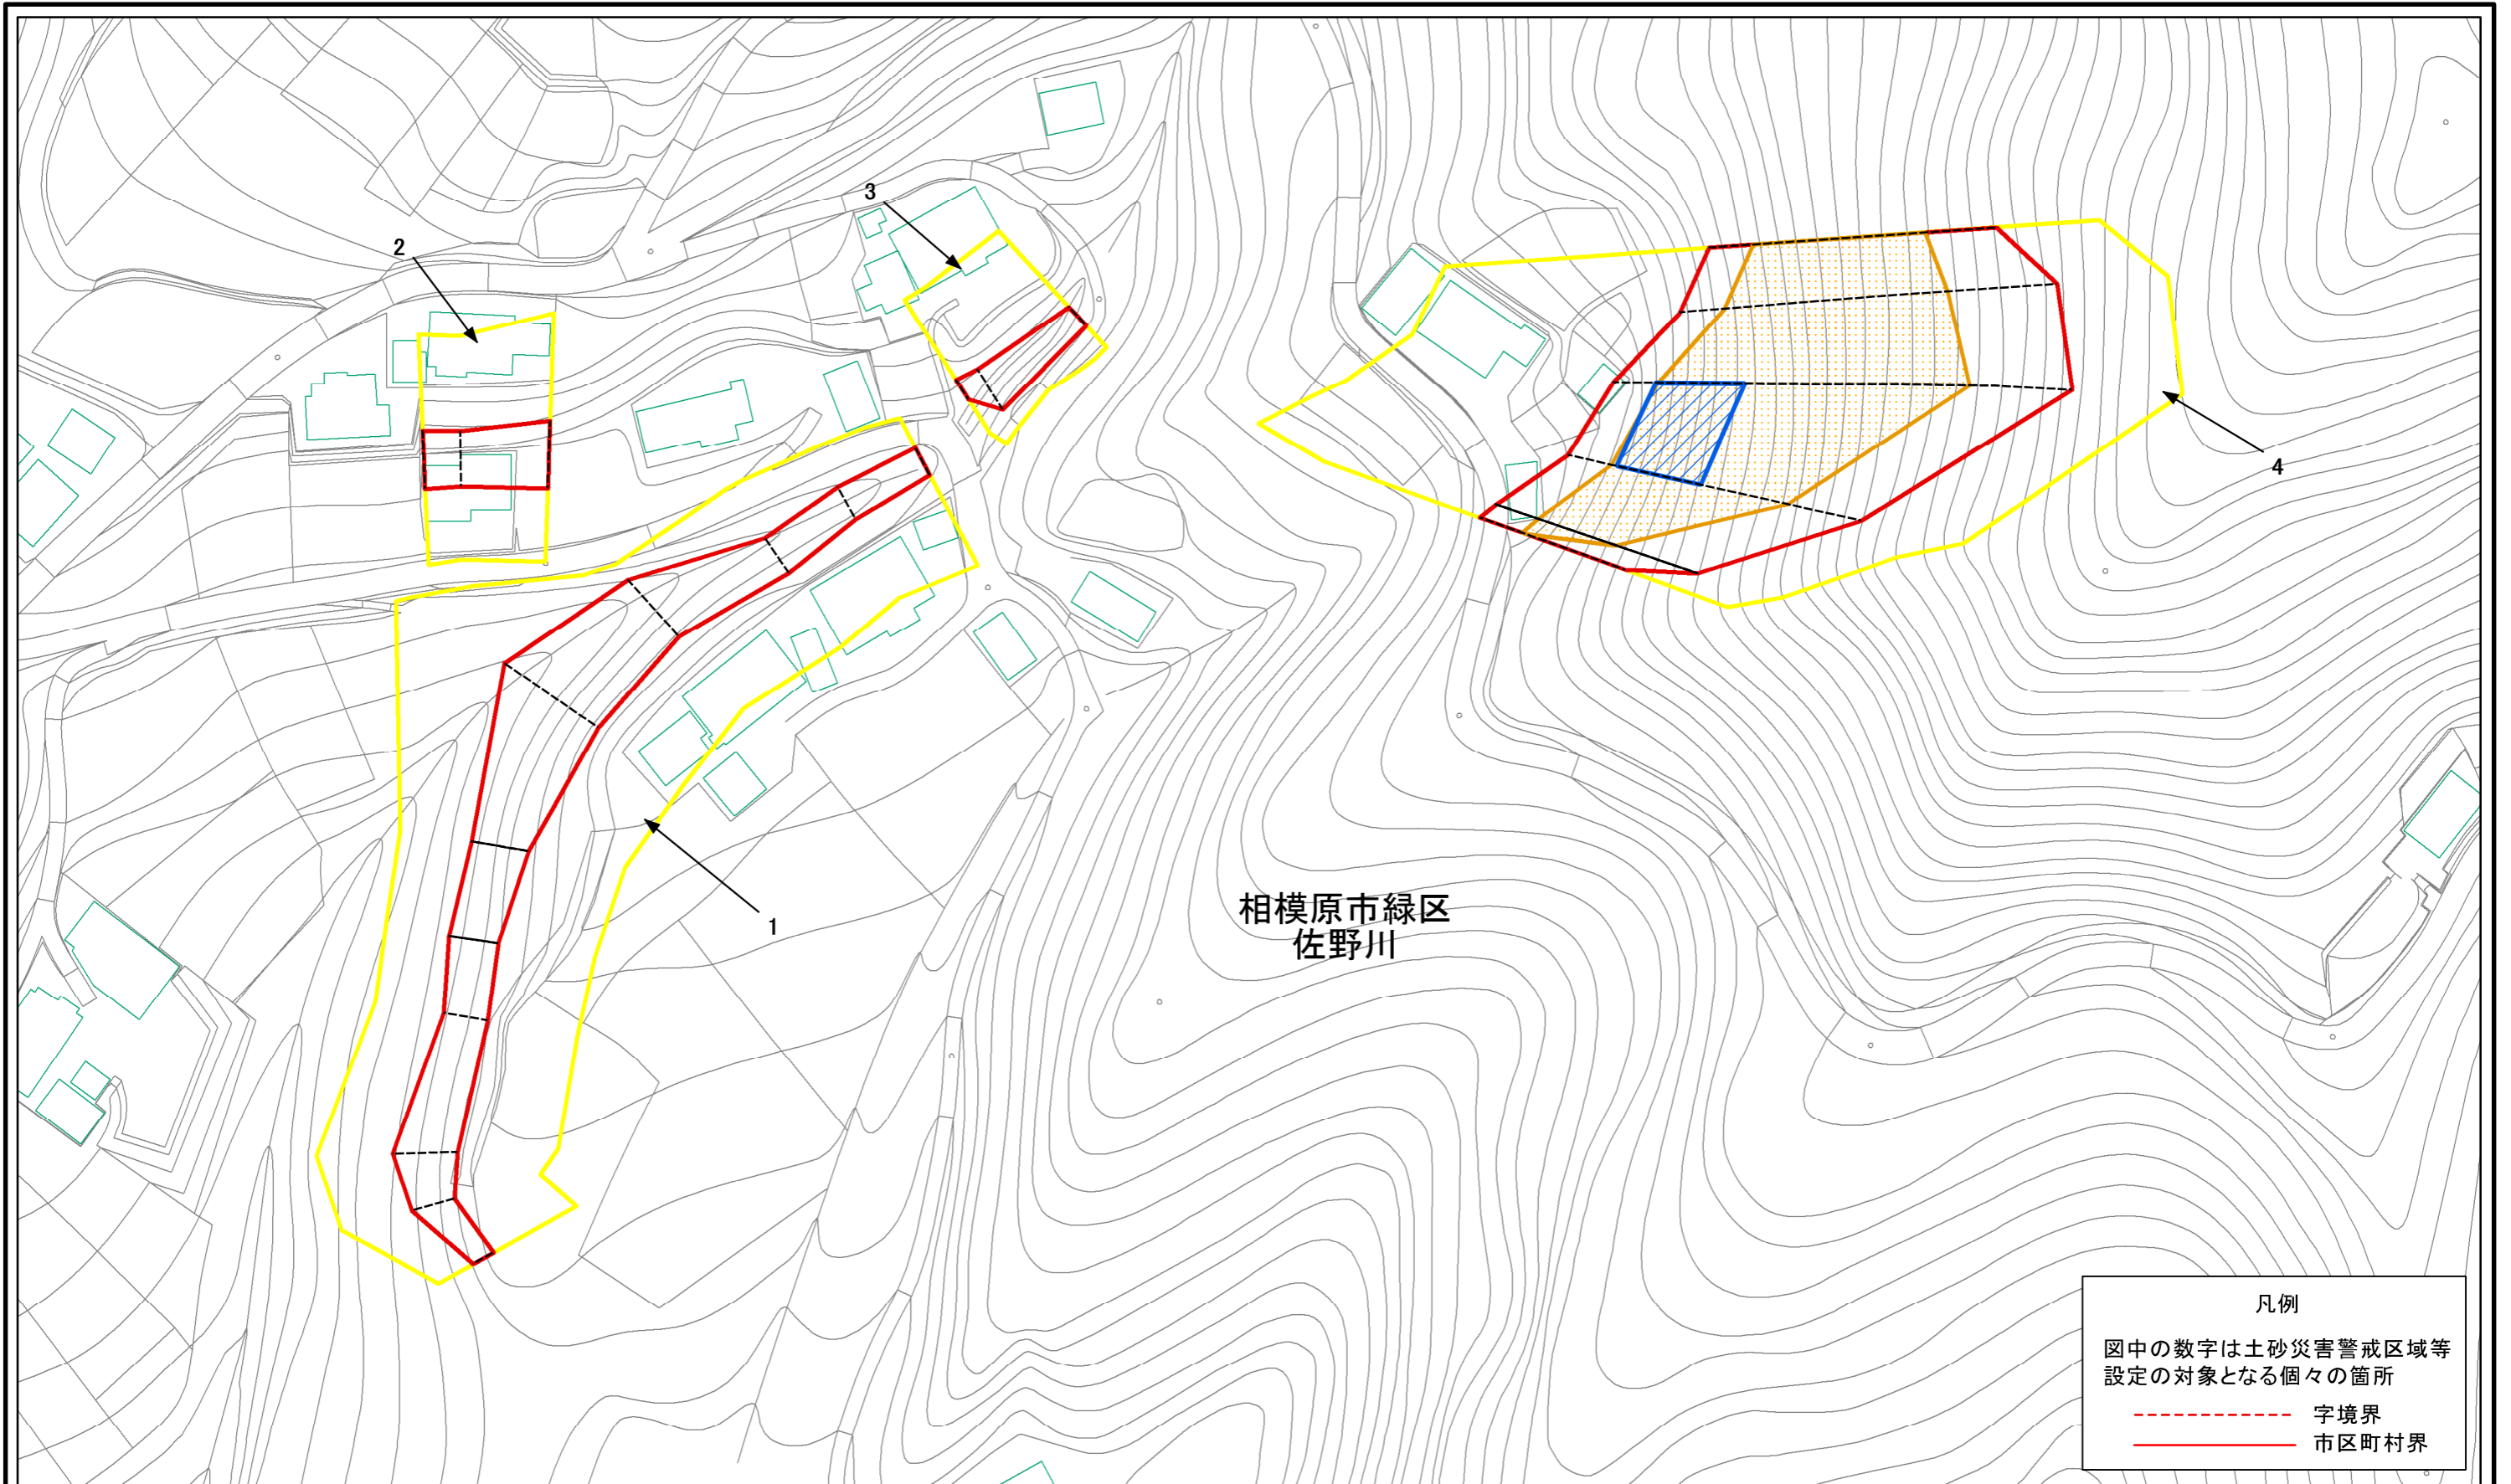 3
2
4
1
相模原市緑区
佐野川
凡例
図中の数字は土砂災害警戒区域等
設定の対象となる個々の箇所
字境界
市区町村界